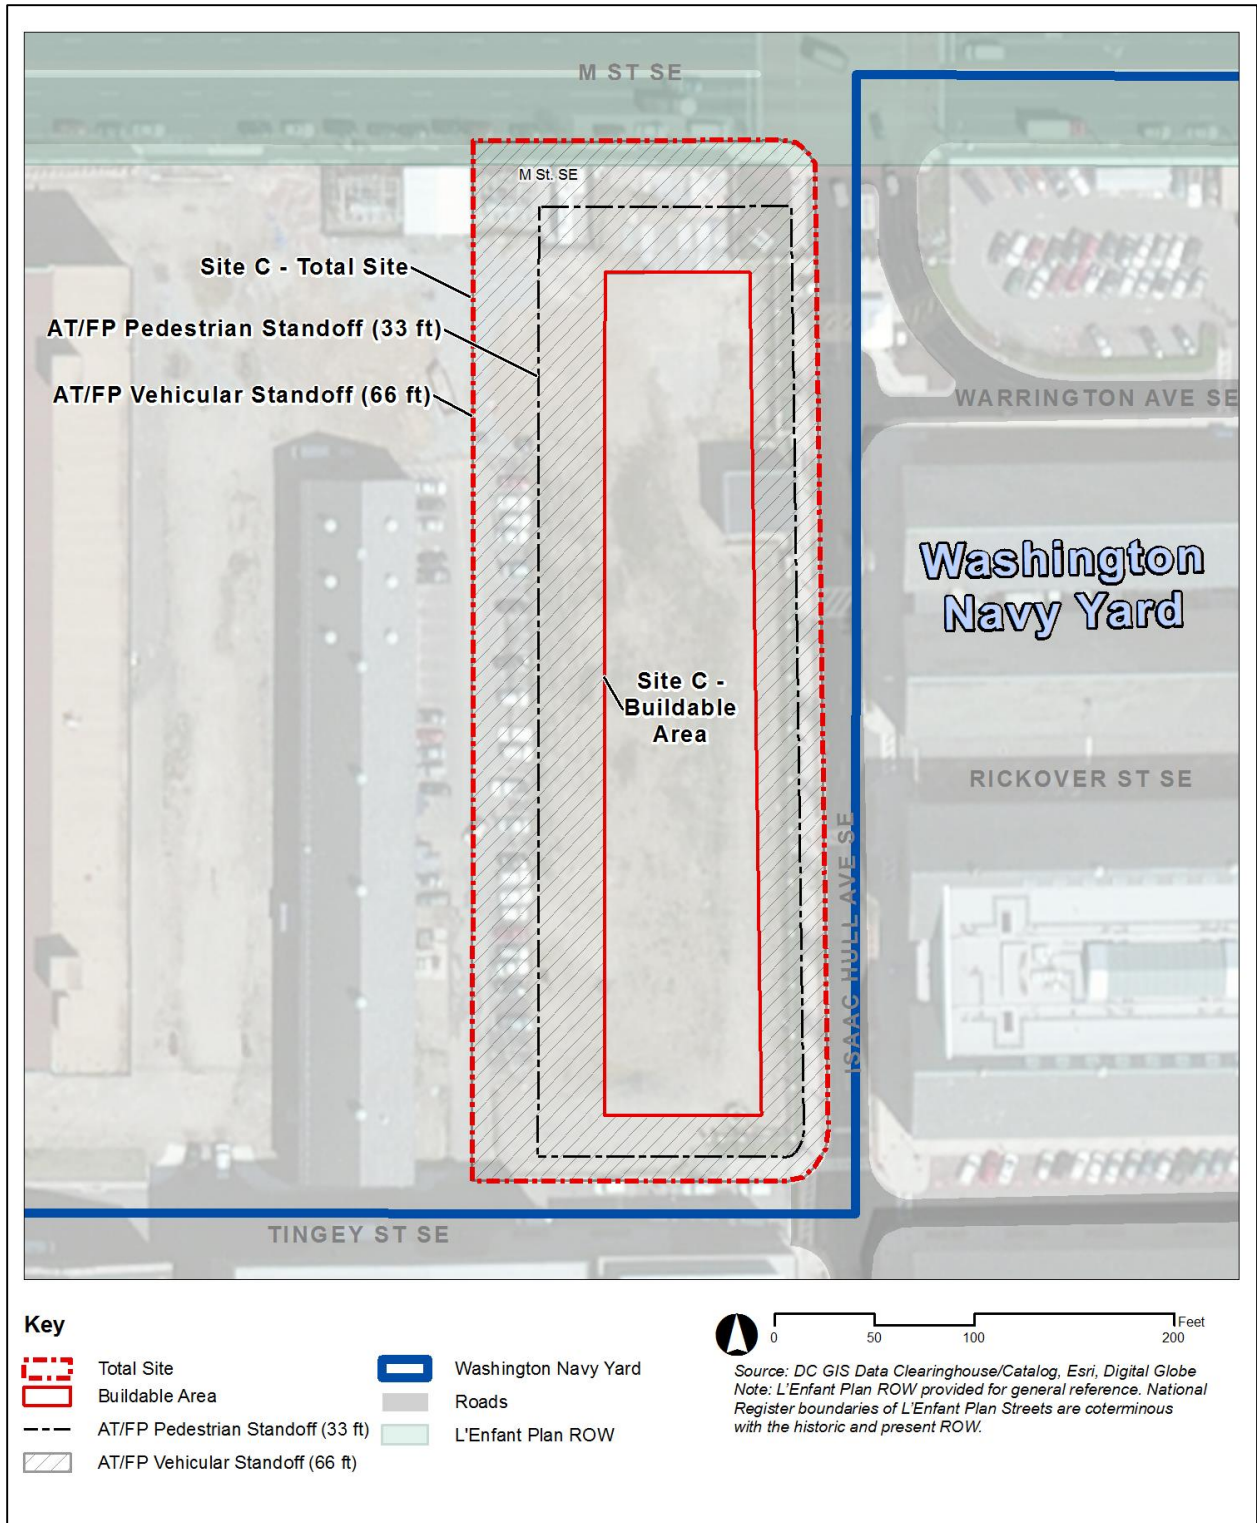 M ST SE
M St. SE
Site C - Total Site
AT/FP Pedestrian Standoff (33 ft)
AT/FP Vehicular Standoff (66 ft)
WARRINGTON AVE SE
Washington
Navy Yard
Site C -
Buildable
Area
RICKOVER ST SE
ISAAC HULL AVE SE
TINGEY ST SE
Key
Total Site
Buildable Area
AT/FP Pedestrian Standoff (33 ft)
AT/FP Vehicular Standoff (66 ft)
Washington Navy Yard
Roads
L'Enfant Plan ROW
Feet
0 50 100 200
Source: DC GIS Data Clearinghouse/Catalog, Esri, Digital Globe
Note: L'Enfant Plan ROW provided for general reference. National
Register boundaries of L'Enfant Plan Streets are coterminous
with the historic and present ROW.